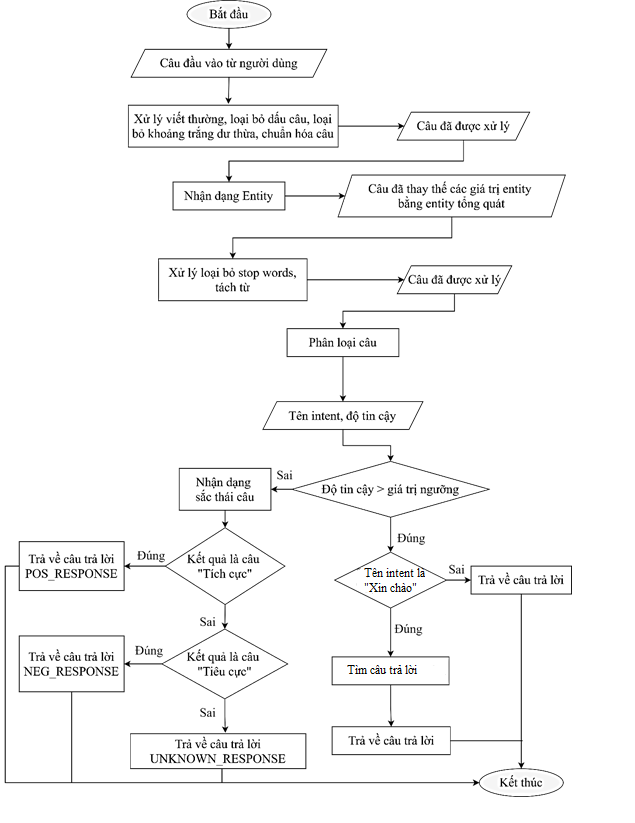 Bắt đầu
Câu đầu vào từ người dùng
Xử lý viết thường, loại bỏ dấu câu, loại
bỏ khoảng trắng dư thừa, chuẩn hóa câu
Câu đã được xử lý
Nhận dạng Entity
Câu đã thay thế các giá trị entity
bằng entity tổng quát
Xử lý loại bỏ stop words,
tách từ
Câu đã được xử lý
Phân loại câu
Tên intent, độ tin cậy
Độ tin cậy > giá trị ngưỡng
Sai
Nhận dạng
sắc thái câu
Đúng
Kết quả là câu
"Tích cực"
Đúng
Trả về câu trả lời
POS_RESPONSE
Tên intent là
"Xin chào"
Sai
Trả về câu trả lời
Sai
Đúng
Kết quả là câu
"Tiêu cực"
Đúng
Trả về câu trả lời
NEG_RESPONSE
Tìm câu trả lời
Sai
Trả về câu trả lời
UNKNOWN_RESPONSE
Trả về câu trả lời
Kết thúc